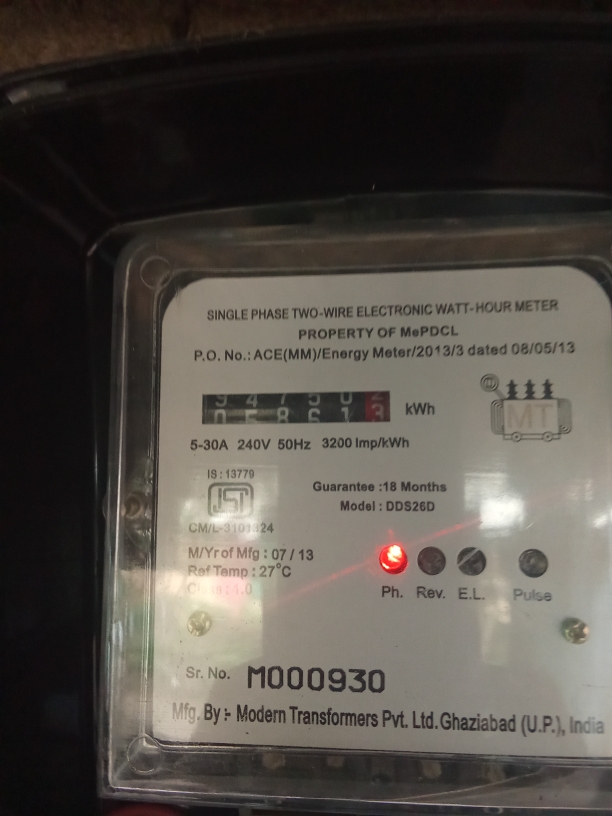 SINGLE PHASE TWO-WIRE ELECTRONIC WATT-HOUR METER
PROPERTY OF MePDCL
P.O. No.: ACE(MM)/Energy Meter/2013/3 dated 08/05/13
kWh
MT
5-30A 240V 50Hz 3200 Imp/kWh
IS : 13779
Guarantee :18 Months
Model : DDS26D
M/Yr of Mfg : 07 / 13
Ref Temp : 27°C
Ph. Rev. E.L. Pulse
Sr. No. M000930
Mfg. By :- Modern Transformers Pvt. Ltd. Ghaziabad (U.P.), India